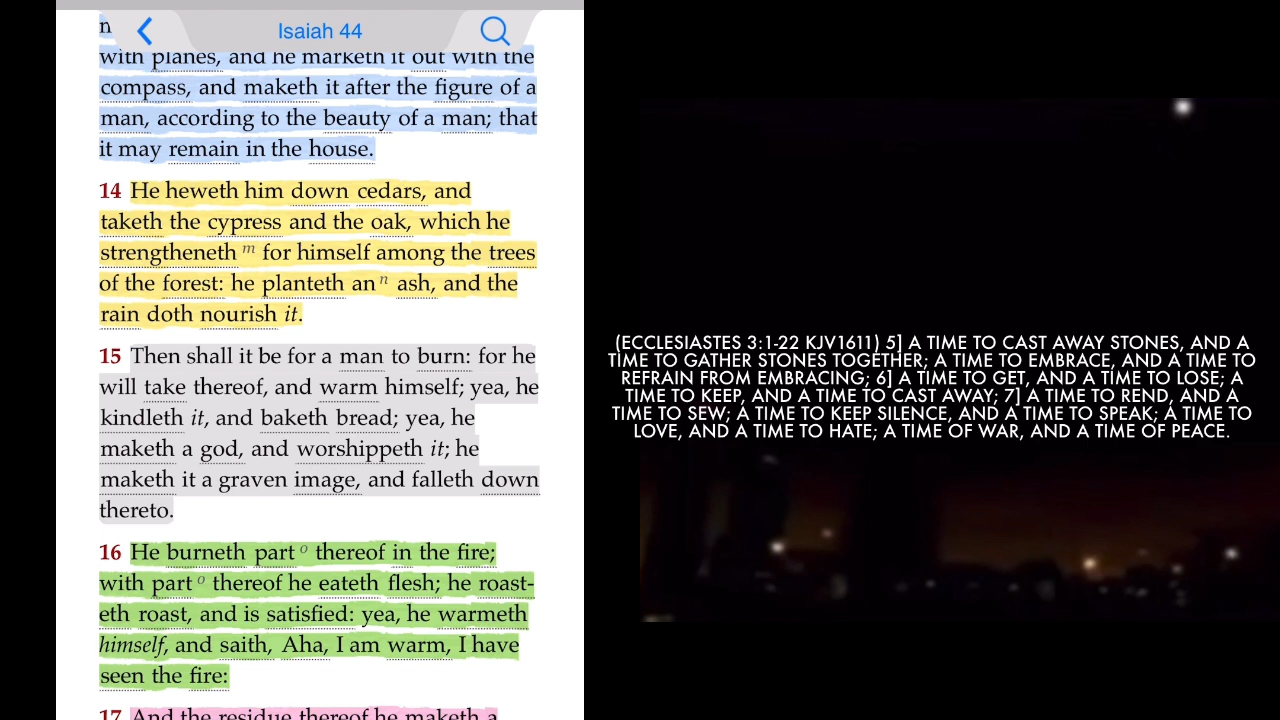 n
Isaiah 44
with planes, and he marketh it out with the
compass, and maketh it after the figure of a
man, according to the beauty of a man; that
it may remain in the house.
14 He heweth him down cedars, and
taketh the cypress and the oak, which he
strengtheneth m for himself among the trees
of the forest: he planteth an n ash, and the
rain doth nourish it.
15 Then shall it be for a man to burn: for he
will take thereof, and warm himself; yea, he
kindleth it, and baketh bread; yea, he
maketh a god, and worshippeth it; he
maketh it a graven image, and falleth down
thereto.
16 He burneth part o thereof in the fire;
with part o thereof he eateth flesh; he roast-
eth roast, and is satisfied: yea, he warmeth
himself, and saith, Aha, I am warm, I have
seen the fire:
17 And the residue thereof he maketh a
(ECCLESIASTES 3:1-22 KJV1611) 5] A TIME TO CAST AWAY STONES, AND A
TIME TO GATHER STONES TOGETHER; A TIME TO EMBRACE, AND A TIME TO
REFRAIN FROM EMBRACING; 6] A TIME TO GET, AND A TIME TO LOSE; A
TIME TO KEEP, AND A TIME TO CAST AWAY; 7] A TIME TO REND, AND A
TIME TO SEW; A TIME TO KEEP SILENCE, AND A TIME TO SPEAK; A TIME TO
LOVE, AND A TIME TO HATE; A TIME OF WAR, AND A TIME OF PEACE.